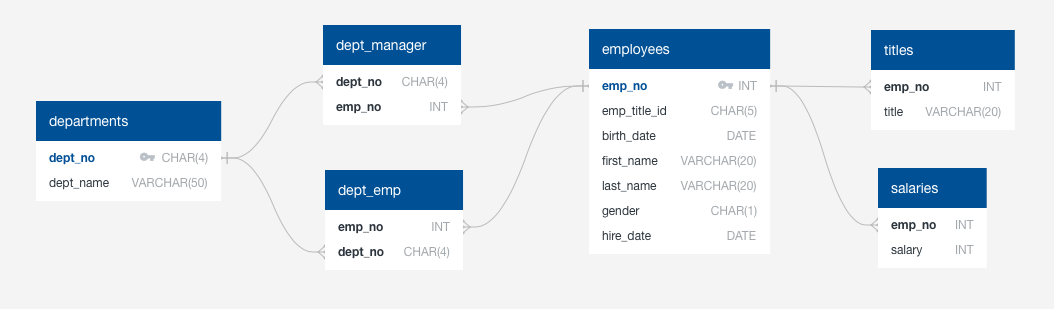 departments
dept_no CHAR(4)
dept_name VARCHAR(50)
dept_manager
dept_no CHAR(4)
emp_no INT
dept_emp
emp_no INT
dept_no CHAR(4)
employees
emp_no INT
emp_title_id CHAR(5)
birth_date DATE
first_name VARCHAR(20)
last_name VARCHAR(20)
gender CHAR(1)
hire_date DATE
titles
emp_no INT
title VARCHAR(20)
salaries
emp_no INT
salary INT